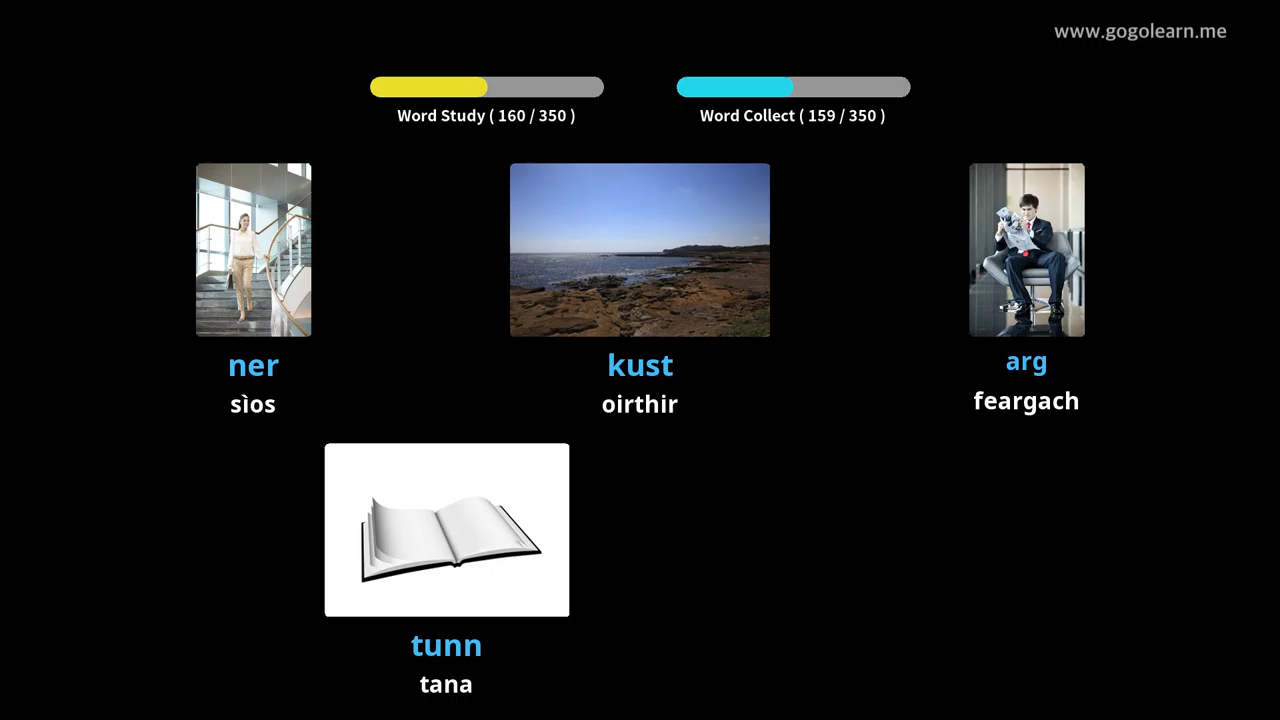 www.gogolearn.me
Word Study ( 160 / 350 )
Word Collect ( 159 / 350 )
ner
sìos
kust
oirthir
arg
feargach
tunn
tana